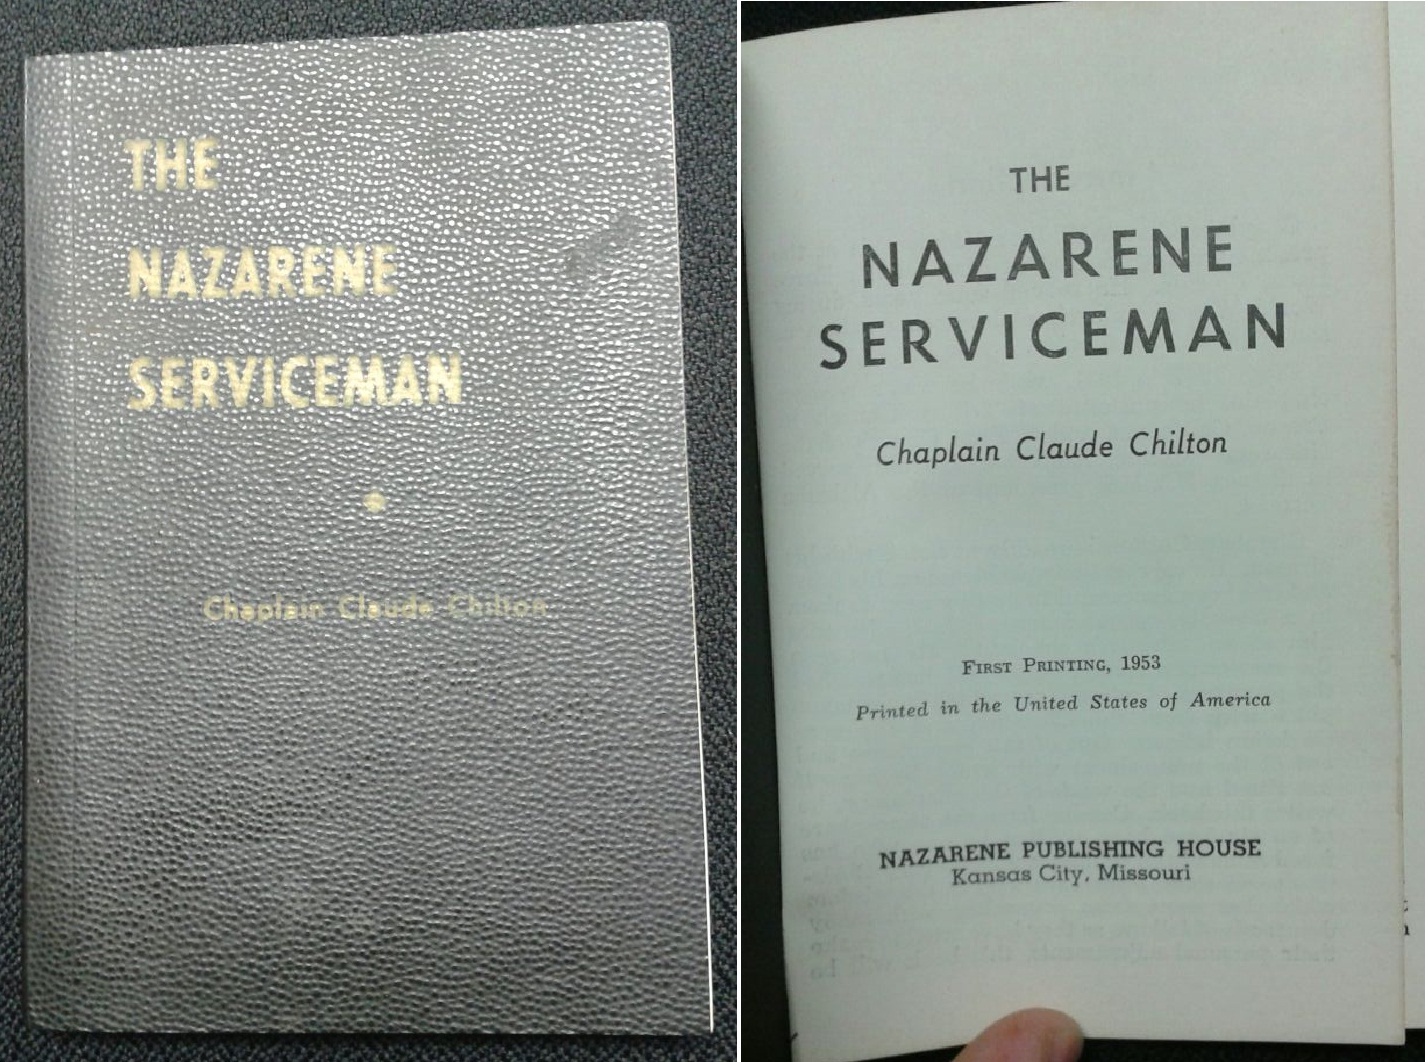 THE
NAZARENE
SERVICEMAN
Chaplain Claude Chilton
THE
NAZARENE
SERVICEMAN
Chaplain Claude Chilton
FIRST PRINTING, 1953
Printed in the United States of America
NAZARENE PUBLISHING HOUSE
Kansas City, Missouri